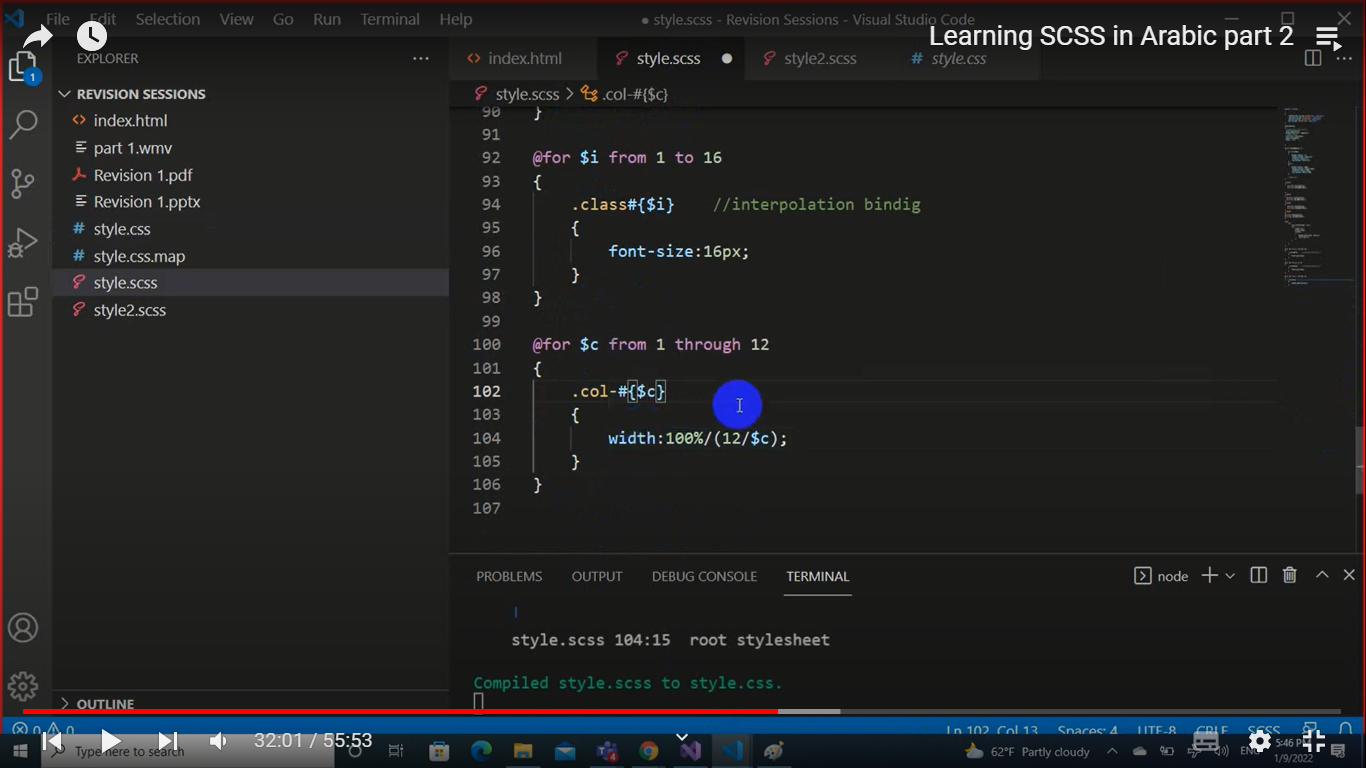 File Edit Selection View Go Run Terminal Help
● style.scss - Revision Sessions - Visual Studio Code
Learning SCSS in Arabic part 2
EXPLORER
index.html
style.scss
style2.scss
style.css
1
REVISION SESSIONS
style.scss > .col-#{$c}
index.html
part 1.wmv
Revision 1.pdf
Revision 1.pptx
style.css
style.css.map
style.scss
style2.scss
90 }
91
92 @for $i from 1 to 16
93 {
94 .class#{$i} //interpolation bindig
95 {
96 font-size:16px;
97 }
98 }
99
100 @for $c from 1 through 12
101 {
102 .col-#{$c}
103 {
104 width:100%/(12/$c);
105 }
106 }
107
PROBLEMS OUTPUT DEBUG CONSOLE TERMINAL
node
style.scss 104:15 root stylesheet
Compiled style.scss to style.css.
OUTLINE
0 0
Ln 102, Col 13 Spaces: 4 UTF-8 CRLF SCSS
32:01 / 55:53
Type here to search
4
62°F Partly cloudy
5:46 P
1/9/2022